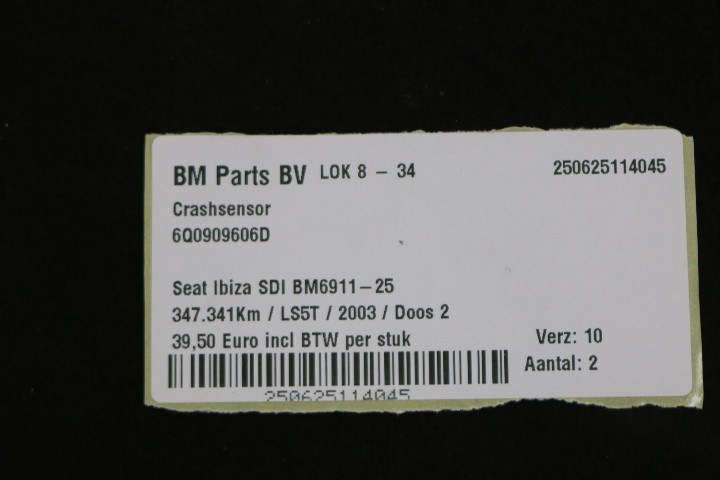 BM Parts BV LOK 8 - 34 250625114045
Crashsensor
6Q0909606D
Seat Ibiza SDI BM6911-25
347.341Km / LS5T / 2003 / Doos 2
39,50 Euro incl BTW per stuk Verz: 10
Aantal: 2
250625114045